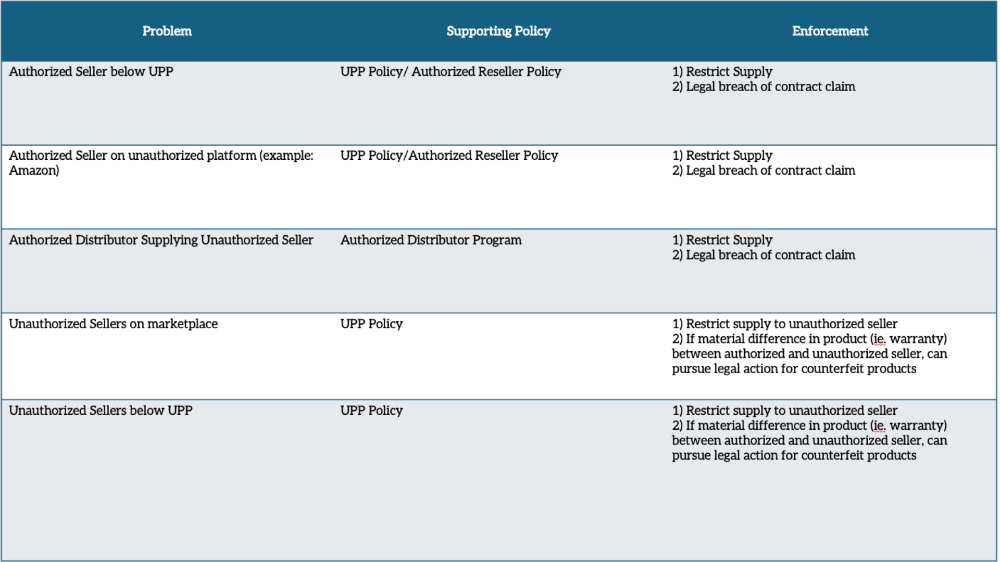 Problem
Supporting Policy
Enforcement
Authorized Seller below UPP
UPP Policy/ Authorized Reseller Policy
1) Restrict Supply
2) Legal breach of contract claim
Authorized Seller on unauthorized platform (example:
Amazon)
UPP Policy/Authorized Reseller Policy
1) Restrict Supply
2) Legal breach of contract claim
Authorized Distributor Supplying Unauthorized Seller
Authorized Distributor Program
1) Restrict Supply
2) Legal breach of contract claim
Unauthorized Sellers on marketplace
UPP Policy
1) Restrict supply to unauthorized seller
2) If material difference in product (ie. warranty)
between authorized and unauthorized seller, can
pursue legal action for counterfeit products
Unauthorized Sellers below UPP
UPP Policy
1) Restrict supply to unauthorized seller
2) If material difference in product (ie. warranty)
between authorized and unauthorized seller, can
pursue legal action for counterfeit products